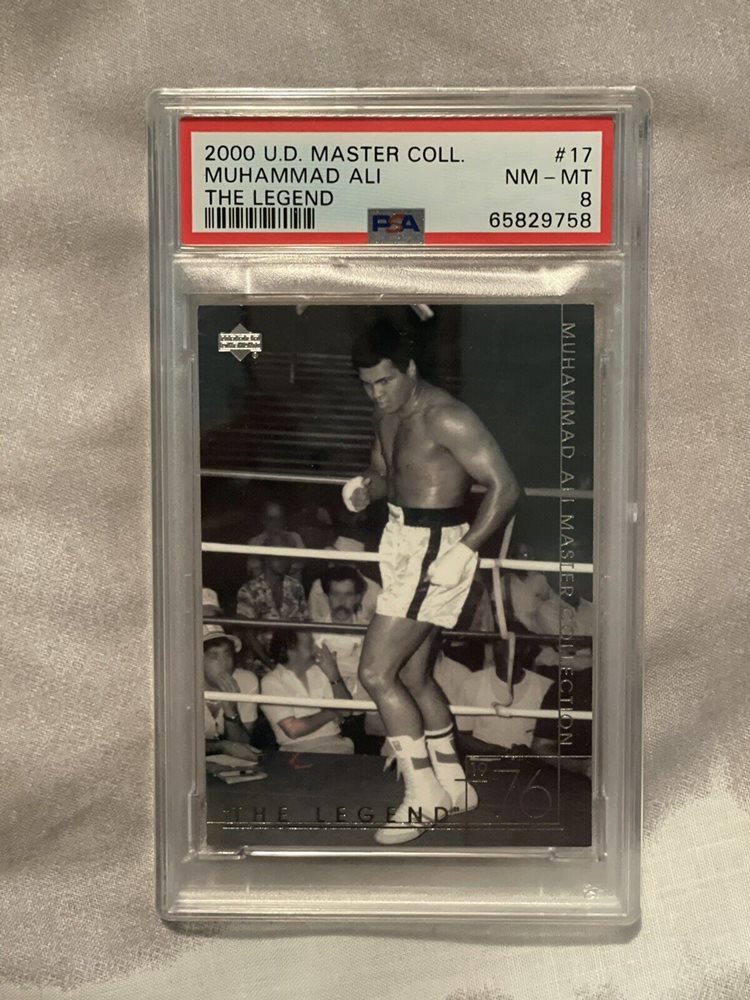 2000 U.D. MASTER COLL. #17
MUHAMMAD ALI NM - MT
THE LEGEND 8
PSA 65829758
MUHAMMAD ALI MASTER COLLECTION
1976
THE LEGEND